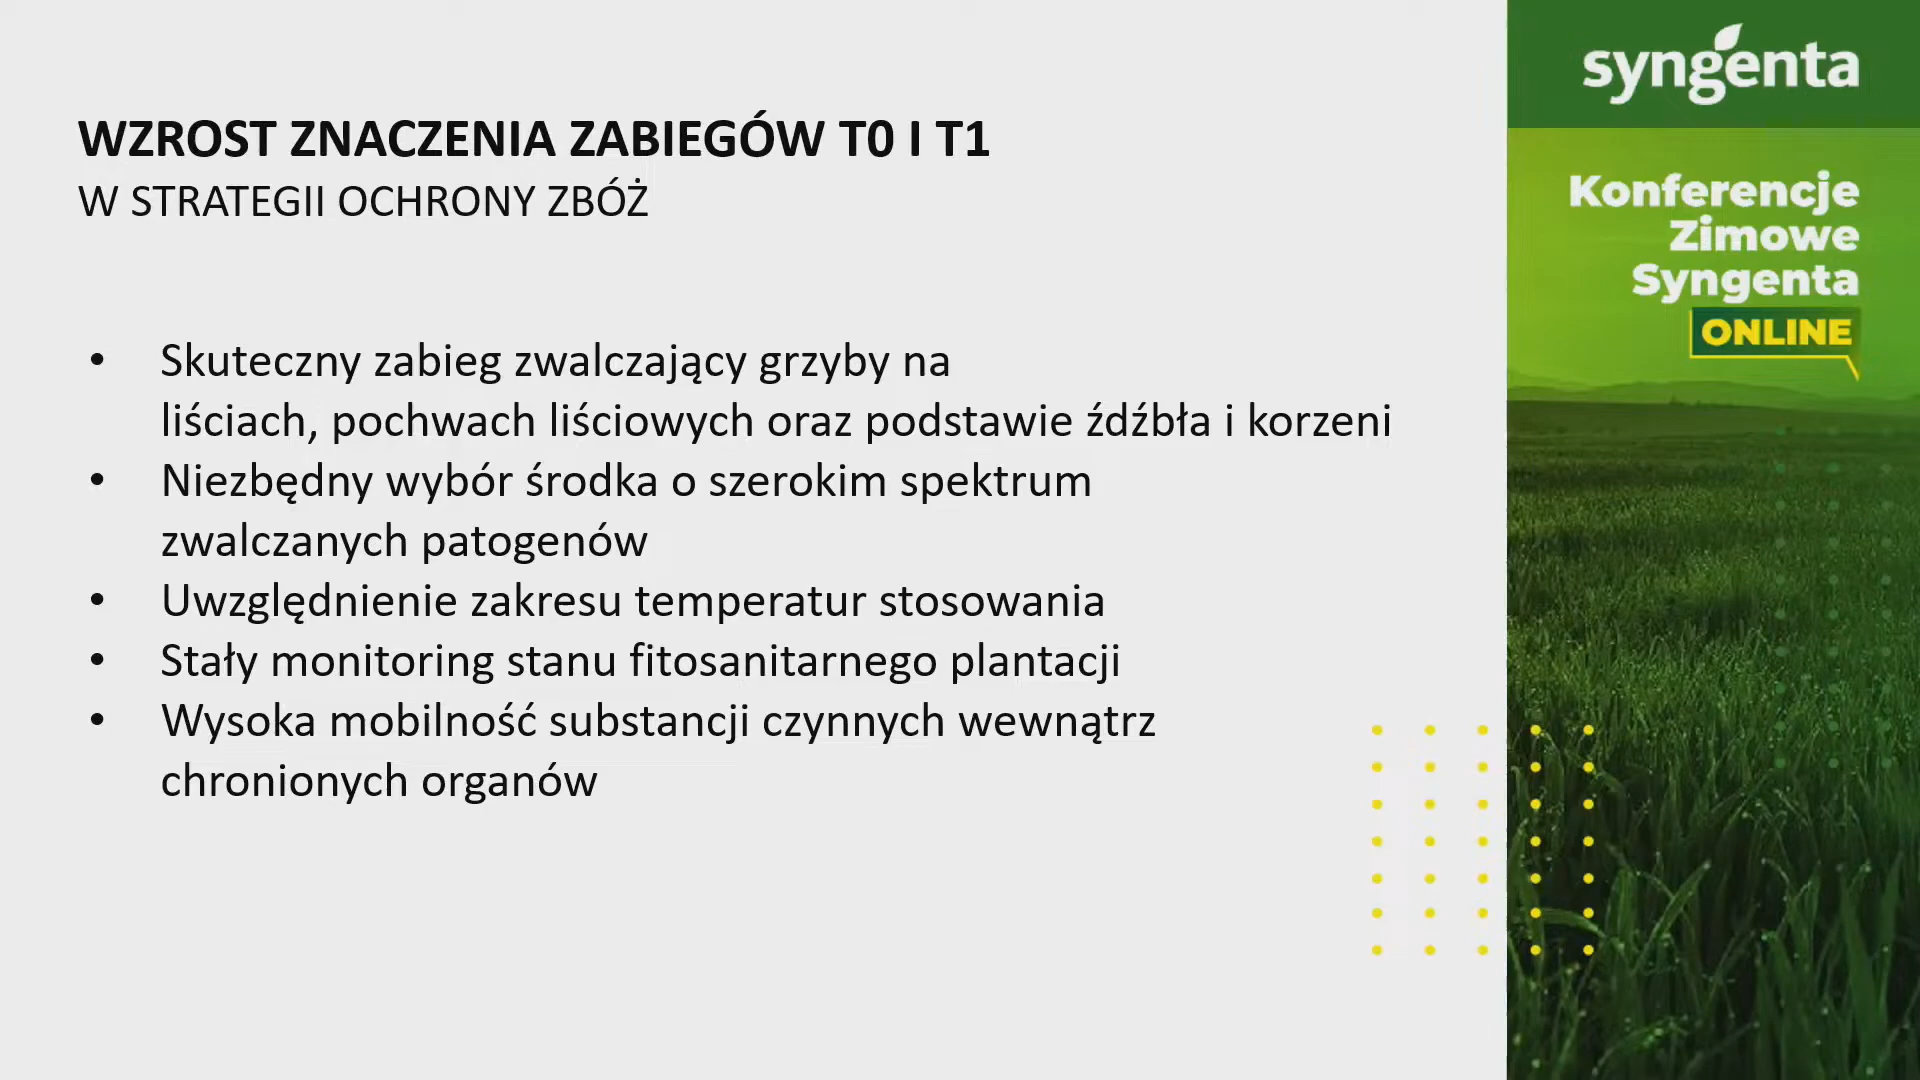 WZROST ZNACZENIA ZABIEGÓW T0 I T1
W STRATEGII OCHRONY ZBÓŻ
• Skuteczny zabieg zwalczający grzyby na
liściach, pochwach liściowych oraz podstawie źdźbła i korzeni
• Niezbędny wybór środka o szerokim spektrum
zwalczanych patogenów
• Uwzględnienie zakresu temperatur stosowania
• Stały monitoring stanu fitosanitarnego plantacji
• Wysoka mobilność substancji czynnych wewnątrz
chronionych organów
syngenta
Konferencje
Zimowe
Syngenta
ONLINE